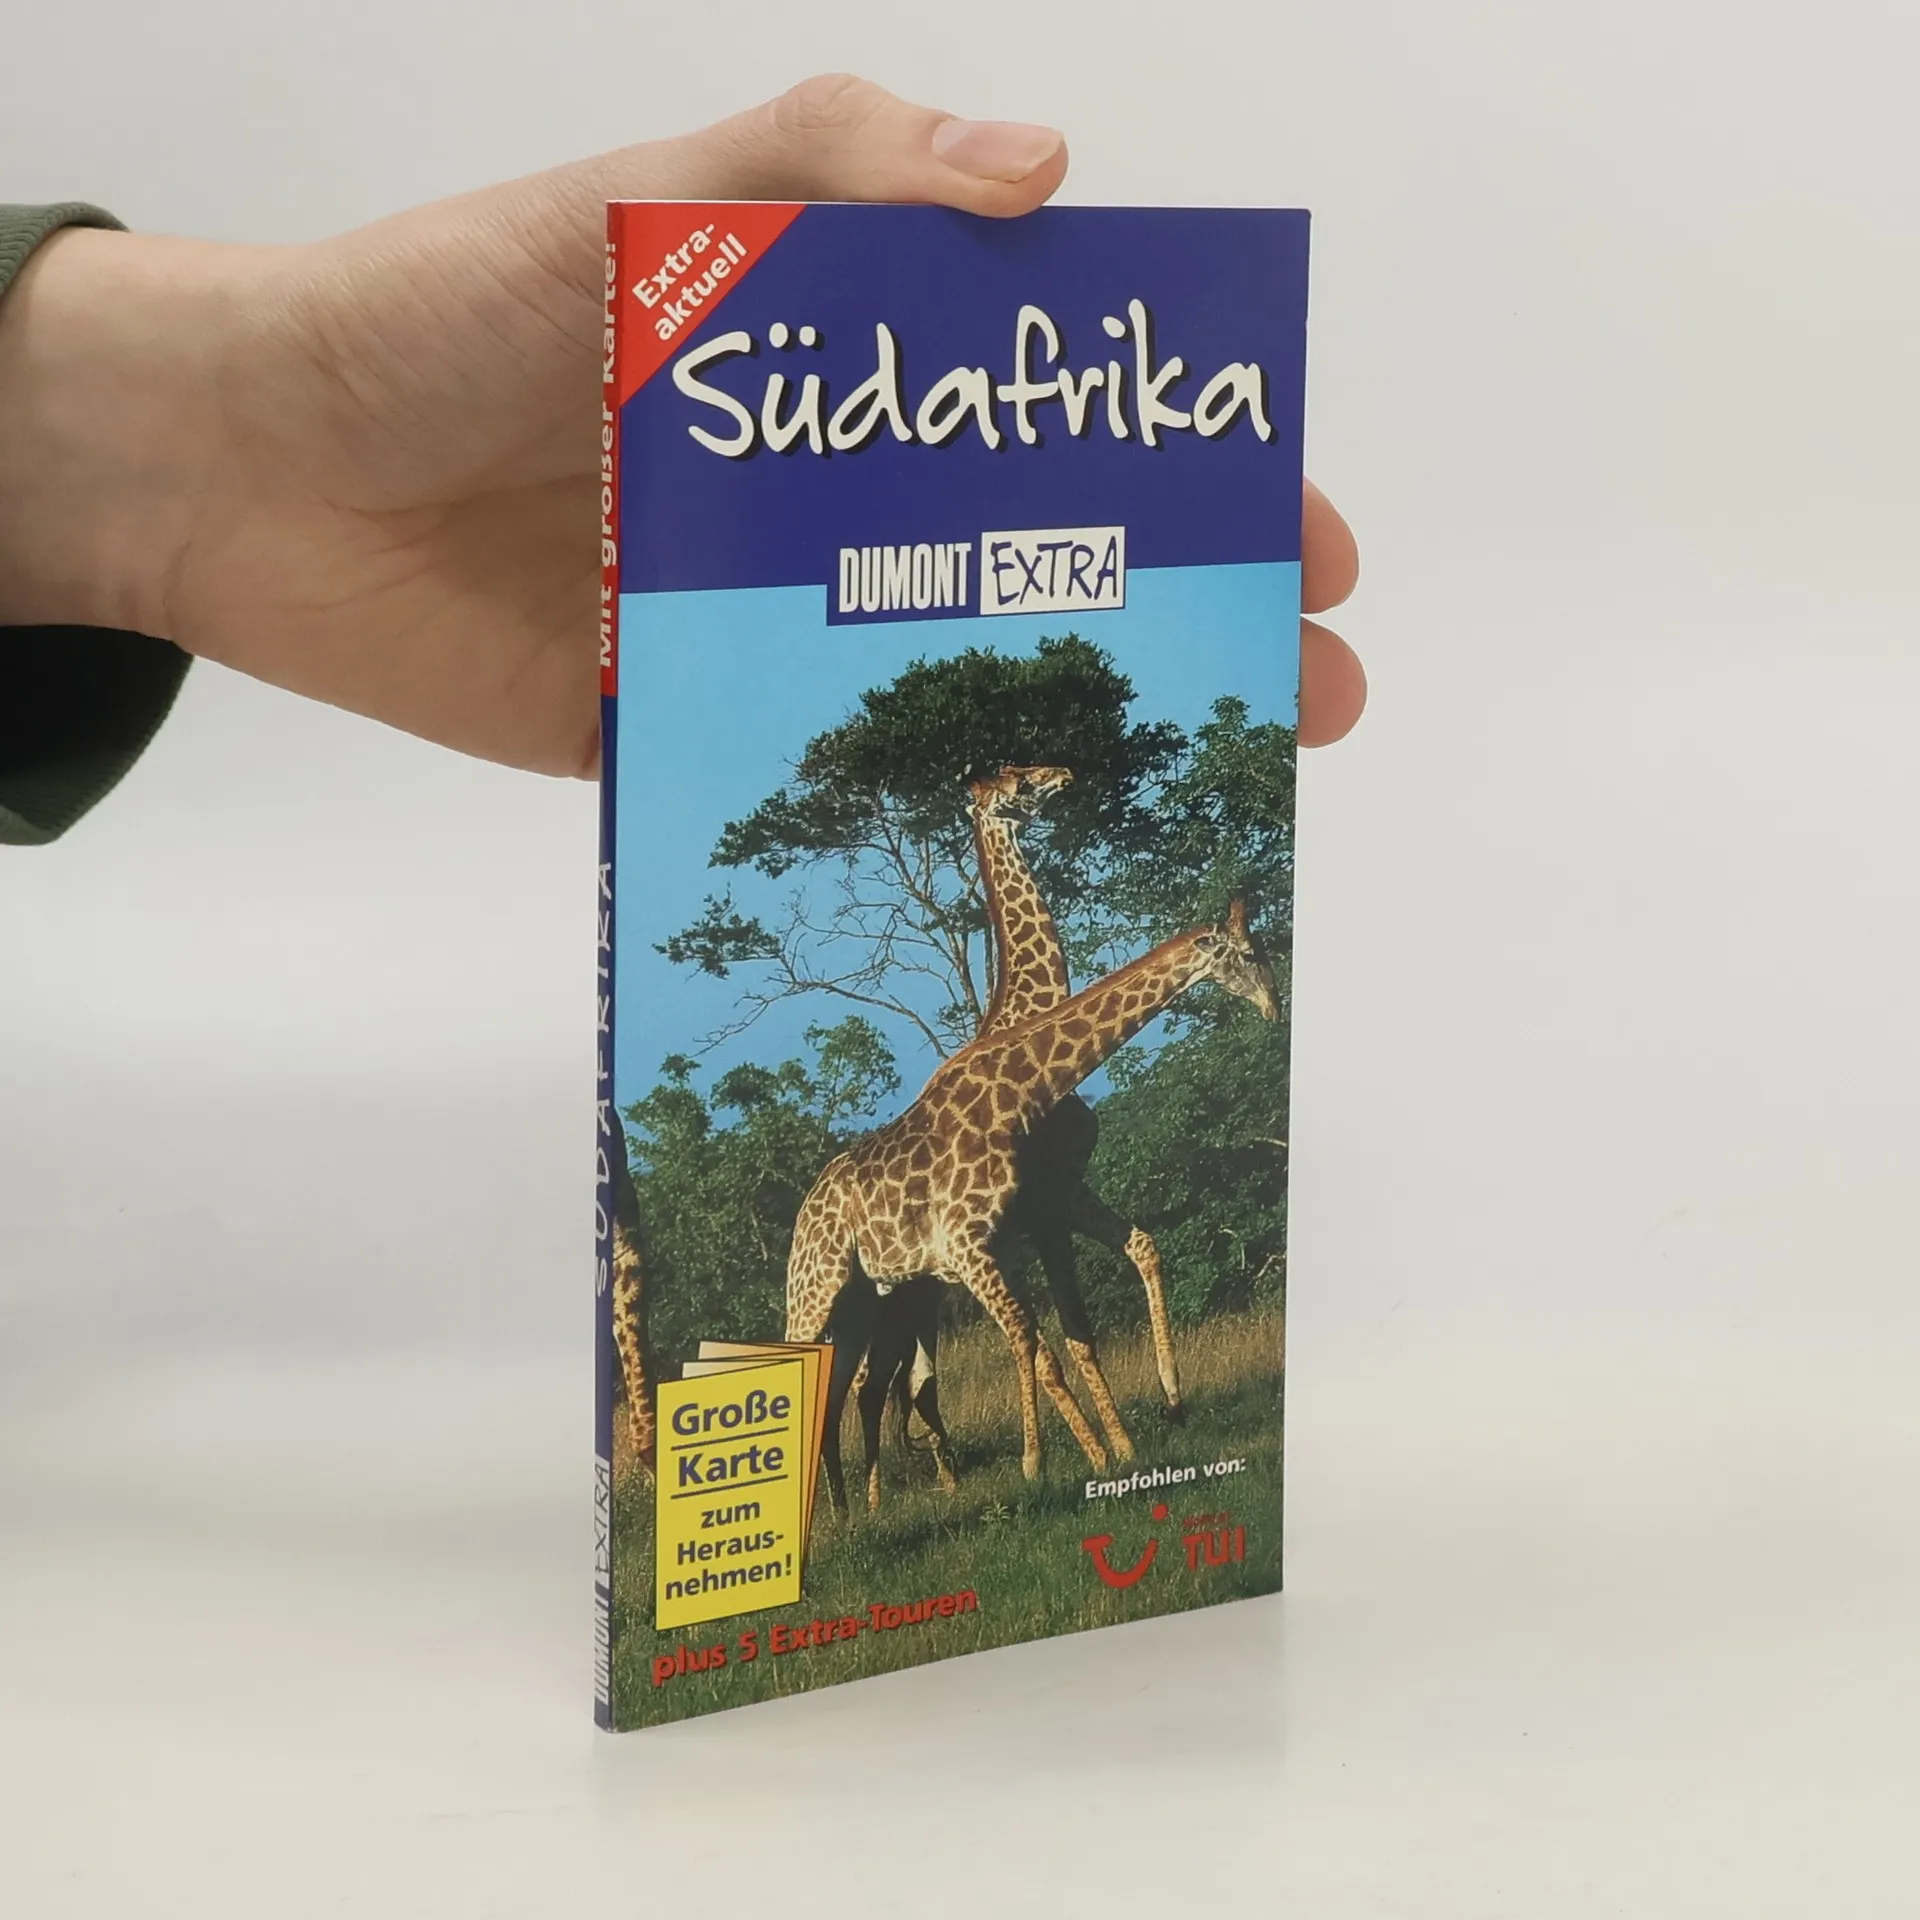 Extra-
aktuell
Südafrika
DUMONT EXTRA
Große
Karte
zum
Heraus-
nehmen!
plus 5 Extra-Touren
Empfohlen von:
TUI
Mit großer Karte!
SÜDAFRIKA
DUMONT EXTRA